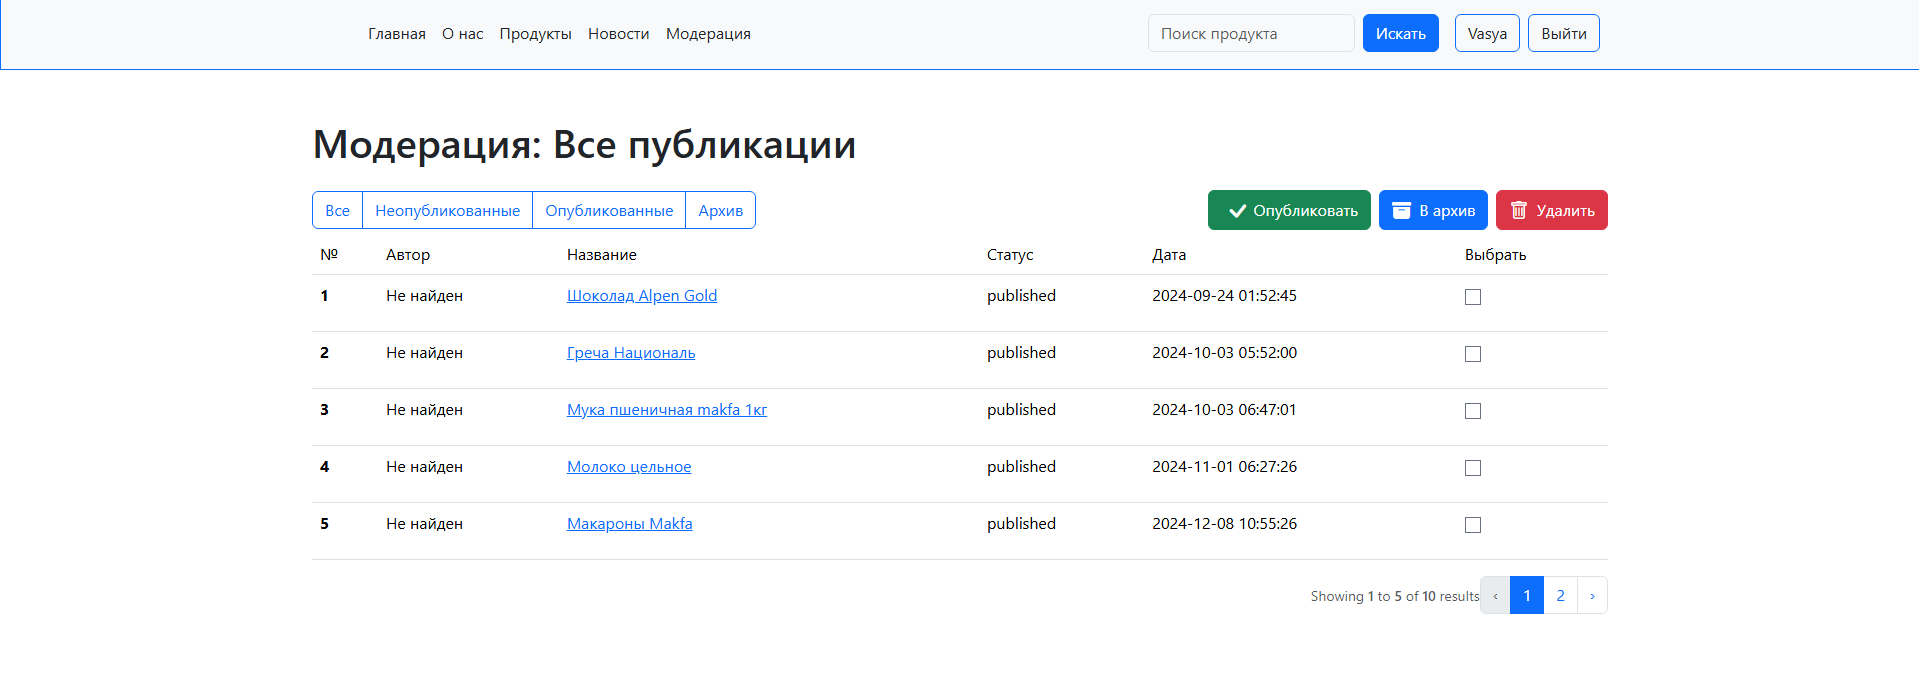 Главная О нас Продукты Новости Модерация Поиск продукта Искать Vasya Выйти
Модерация: Все публикации
Все Неопубликованные Опубликованные Архив Опубликовать В архив Удалить
№ Автор Название Статус Дата Выбрать
1 Не найден Шоколад Alpen Gold published 2024-09-24 01:52:45
2 Не найден Греча Националь published 2024-10-03 05:52:00
3 Не найден Мука пшеничная makfa 1кг published 2024-10-03 06:47:01
4 Не найден Молоко цельное published 2024-11-01 06:27:26
5 Не найден Макароны Makfa published 2024-12-08 10:55:26
Showing 1 to 5 of 10 results ‹ 1 2 ›